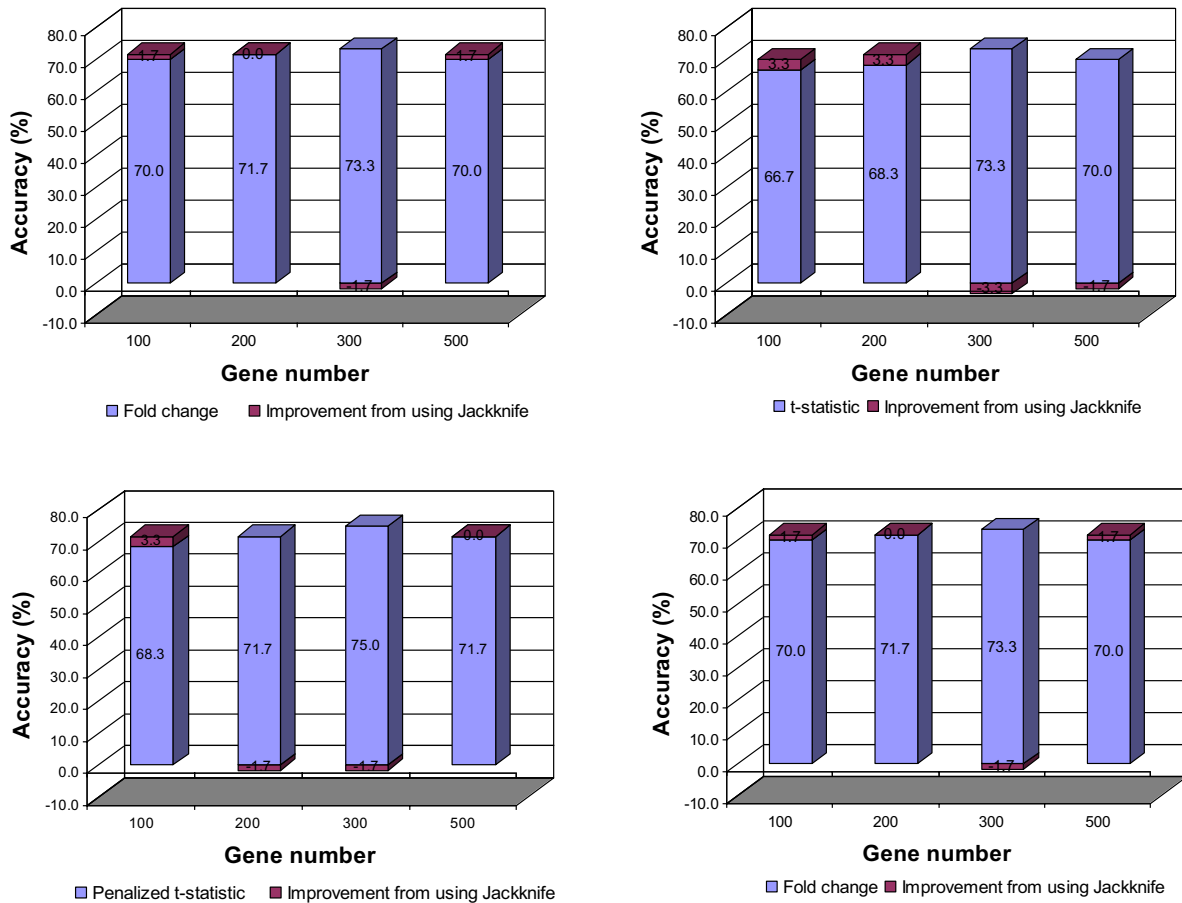 80.0
70.0
60.0
50.0
40.0
30.0
20.0
10.0
0.0
-10.0
Accuracy (%)
1.7 0.0 1.7
70.0 71.7 73.3 70.0
-1.7
100 200 300 500
Gene number
Fold change Improvement from using Jackknife
80.0
70.0
60.0
50.0
40.0
30.0
20.0
10.0
0.0
-10.0
Accuracy (%)
3.3 3.3
66.7 68.3 73.3 70.0
-3.3 -1.7
100 200 300 500
Gene number
t-statistic Inprovement from using Jackknife
80.0
70.0
60.0
50.0
40.0
30.0
20.0
10.0
0.0
-10.0
Accuracy (%)
3.3 0.0
68.3 71.7 75.0 71.7
-1.7 -1.7
100 200 300 500
Gene number
Penalized t-statistic Improvement from using Jackknife
80.0
70.0
60.0
50.0
40.0
30.0
20.0
10.0
0.0
-10.0
Accuracy (%)
1.7 0.0 1.7
70.0 71.7 73.3 70.0
-1.7
100 200 300 500
Gene number
Fold change Improvement from using Jackknife